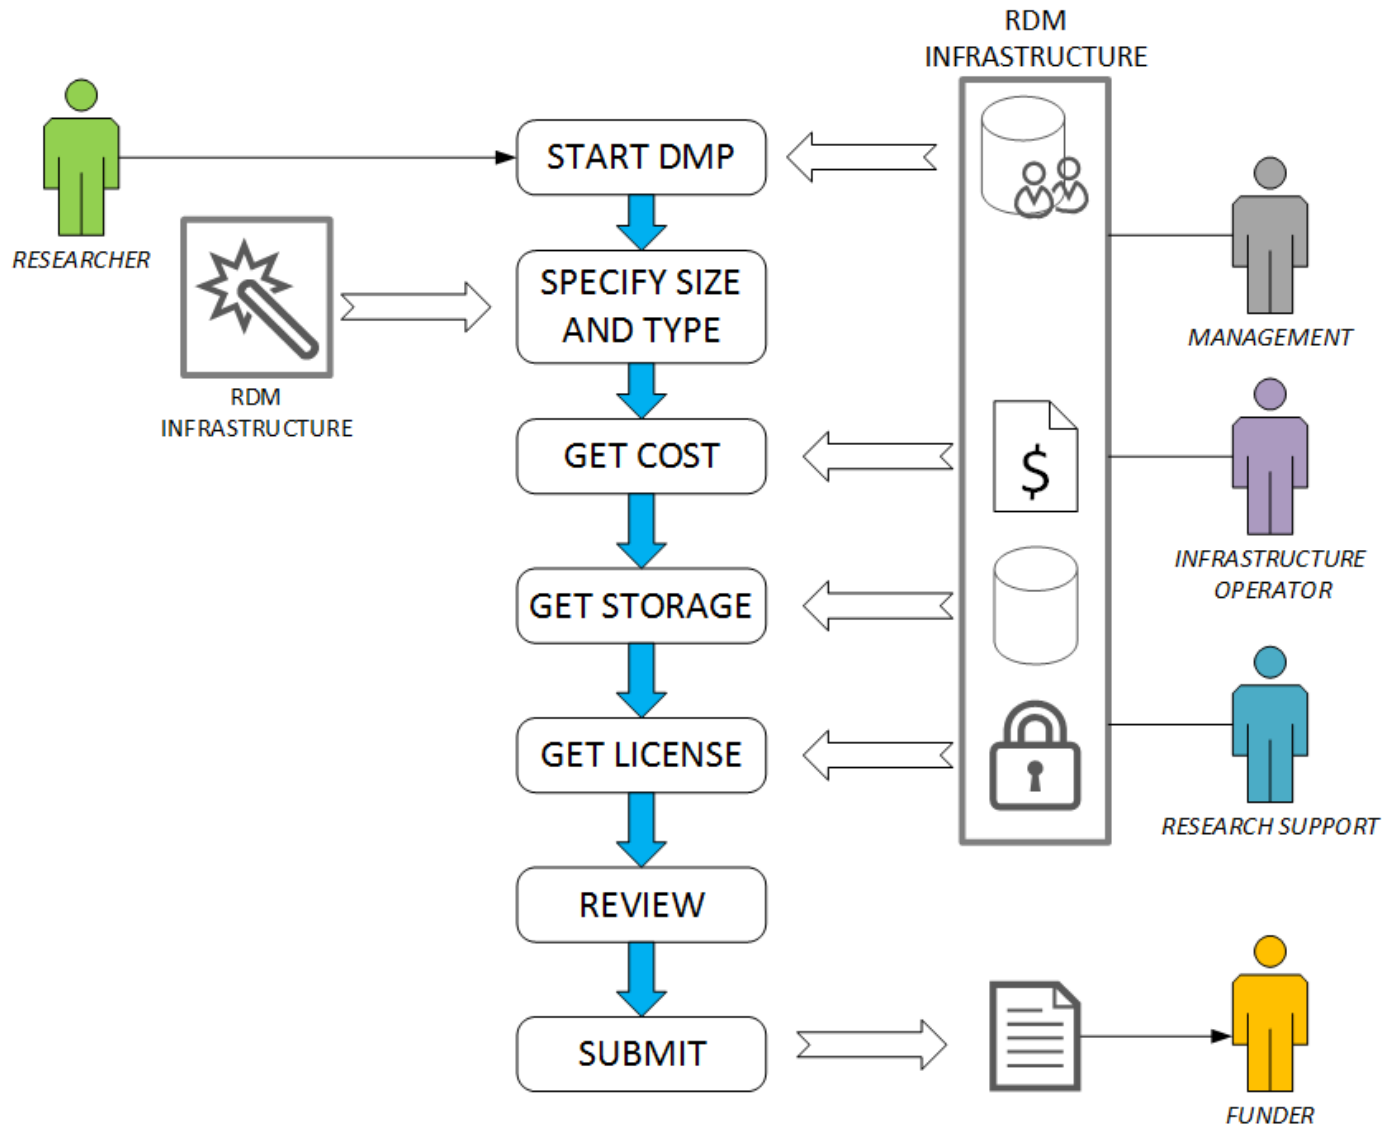 RDM
INFRASTRUCTURE
START DMP
RESEARCHER
SPECIFY SIZE
AND TYPE
MANAGEMENT
RDM
INFRASTRUCTURE
GET COST
$
INFRASTRUCTURE
OPERATOR
GET STORAGE
GET LICENSE
RESEARCH SUPPORT
REVIEW
SUBMIT
FUNDER